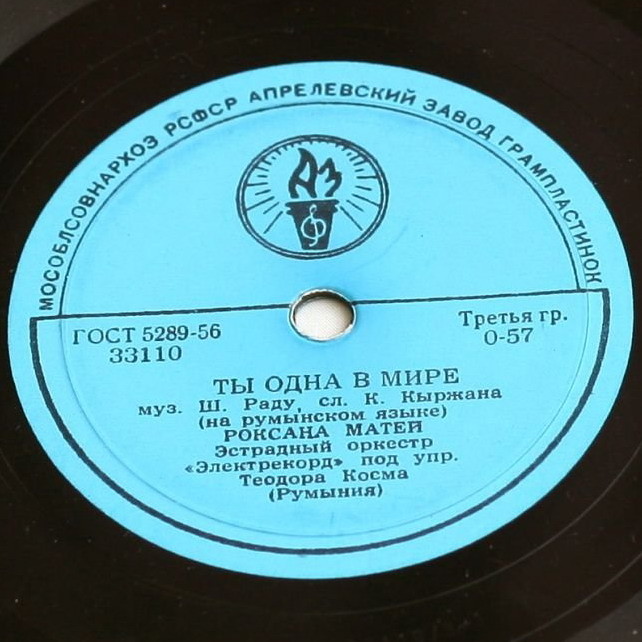 МОСОБЛСОВНАРХОЗ РСФСР АПРЕЛЕВСКИЙ ЗАВОД ГРАМПЛАСТИНОК
АЗ
ГОСТ 5289-56
Третья гр.
33110
0-57
ТЫ ОДНА В МИРЕ
муз. Ш. Раду, сл. К. Кыржана
(на румынском языке)
РОКСАНА МАТЕЙ
Эстрадный оркестр
«Электрекорд» под упр.
Теодора Косма
(Румыния)